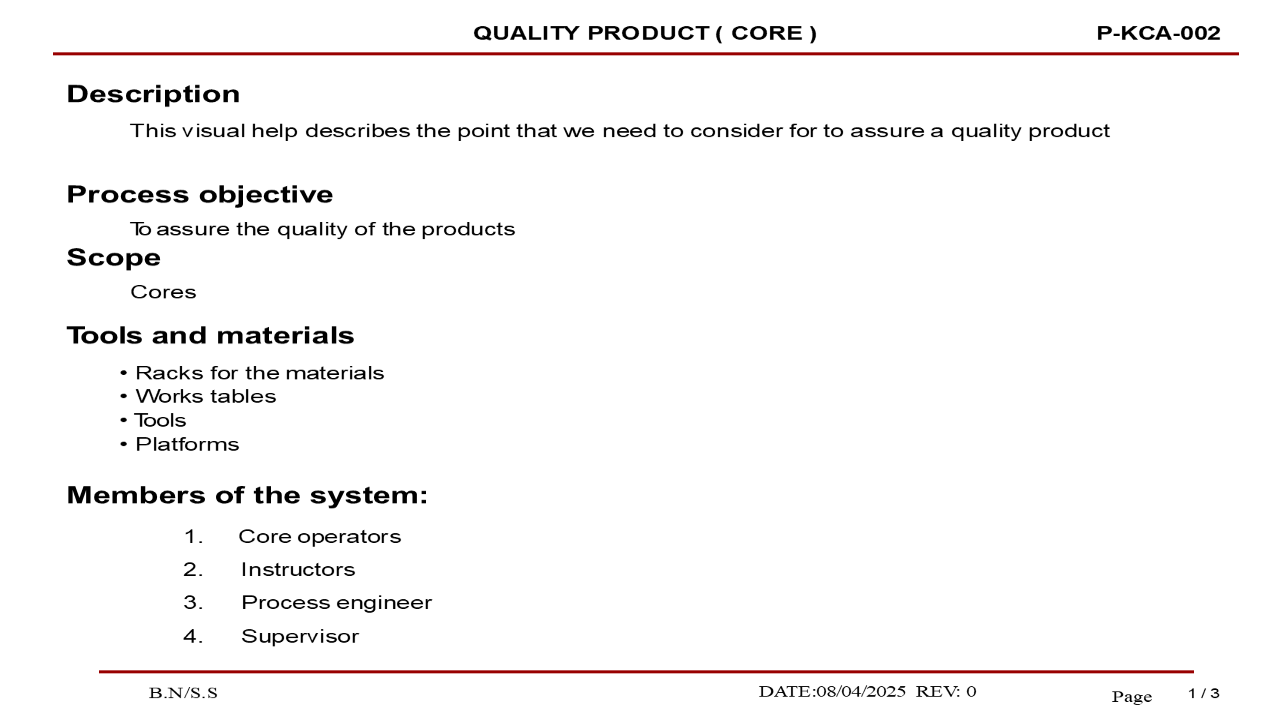 QUALITY PRODUCT ( CORE ) P-KCA-002
Description
This visual help describes the point that we need to consider for to assure a quality product
Process objective
To assure the quality of the products
Scope
Cores
Tools and materials
• Racks for the materials
• Works tables
• Tools
• Platforms
Members of the system:
1. Core operators
2. Instructors
3. Process engineer
4. Supervisor
B.N/S.S DATE:08/04/2025 REV: 0 Page 1 / 3